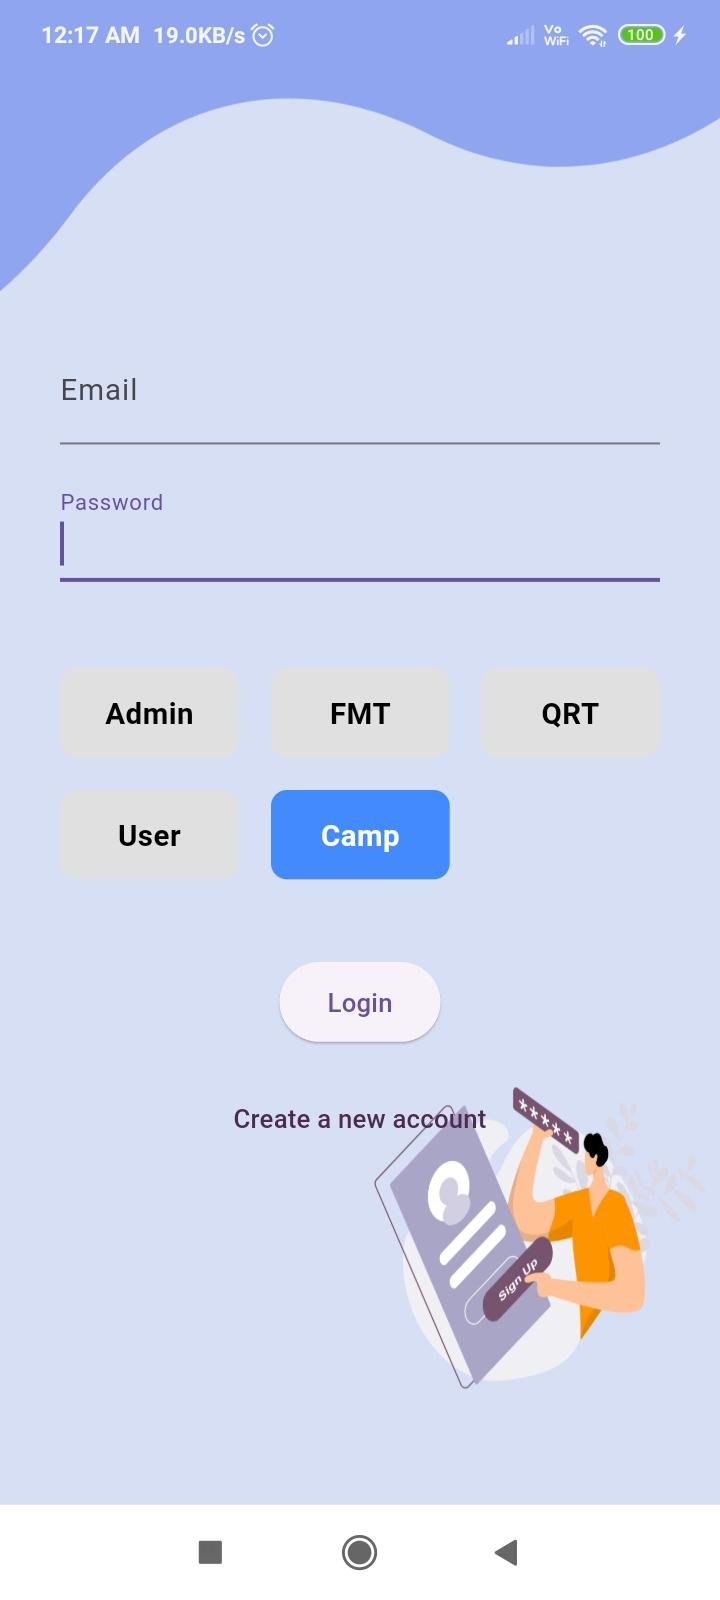 12:17 AM 19.0KB/s Vo WiFi 100
Email
Password
Admin FMT QRT
User Camp
Login
Create a new account
*****
Sign Up